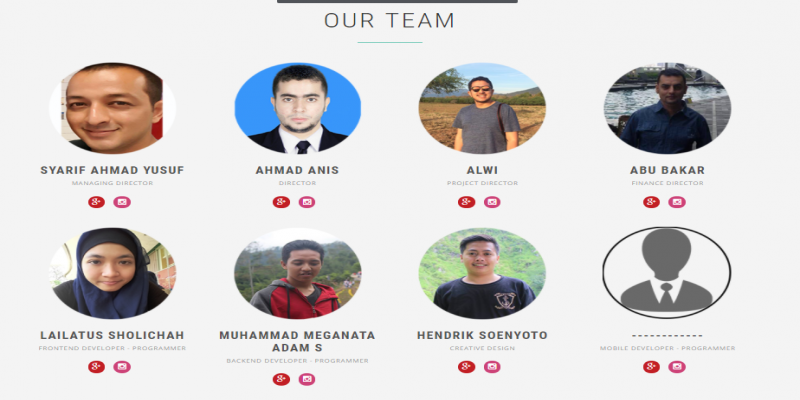 OUR TEAM
SYARIF AHMAD YUSUF
MANAGING DIRECTOR
AHMAD ANIS
DIRECTOR
ALWI
PROJECT DIRECTOR
ABU BAKAR
FINANCE DIRECTOR
LAILATUS SHOLICHAH
FRONTEND DEVELOPER - PROGRAMMER
MUHAMMAD MEGANATA
ADAM S
BACKEND DEVELOPER - PROGRAMMER
HENDRIK SOENYOTO
CREATIVE DESIGN
------------
MOBILE DEVELOPER - PROGRAMMER